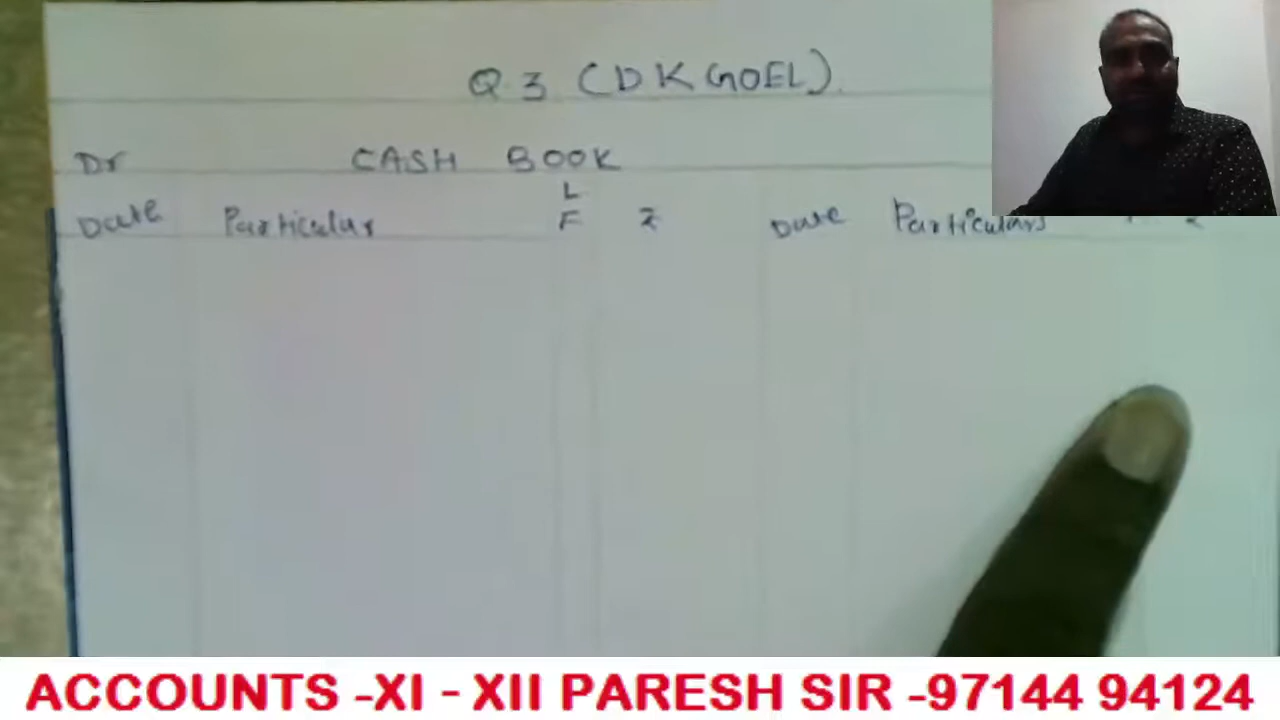 Q 3 (DK GOEL).
Dr CASH BOOK
Date Particular L F ₹ Date Particulars
ACCOUNTS -XI - XII PARESH SIR -97144 94124